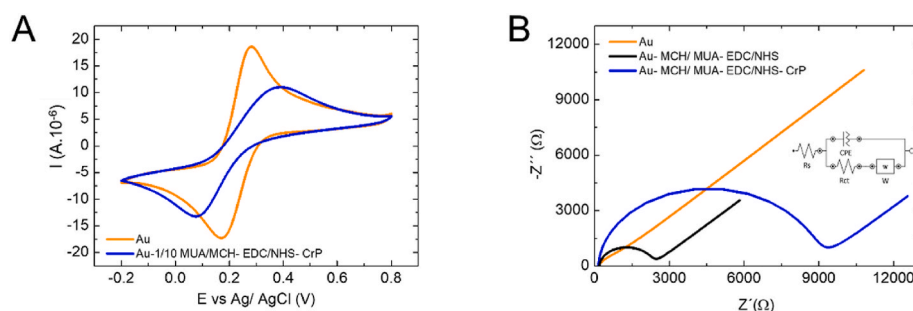 A
20
15
10
5
0
-5
-10
-15
-20
I (A.10⁻⁶)
Au
Au-1/10 MUA/MCH- EDC/NHS- CrP
-0.2 0.0 0.2 0.4 0.6 0.8
E vs Ag/ AgCl (V)
B
Au
Au- MCH/ MUA- EDC/NHS
Au- MCH/ MUA- EDC/NHS- CrP
12000
9000
6000
3000
0
-Z´´ (Ω)
CPE
Rs
Rct
w
W
0 3000 6000 9000 12000
Z´(Ω)